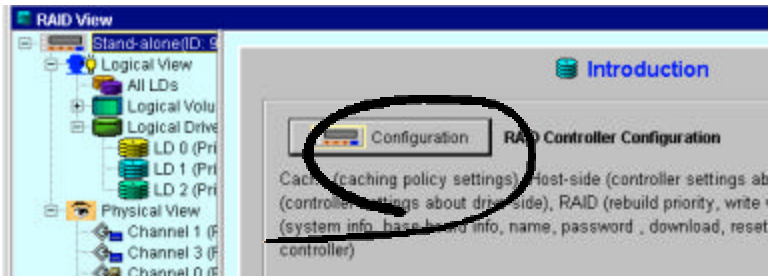 RAID View
Stand-alone(ID: 9
Logical View
All LDs
Logical Volu
Logical Drive
LD 0 (Pri
LD 1 (Pri
LD 2 (Pri
Physical View
Channel 1 (F
Channel 3 (F
Channel 0 (F
Introduction
Configuration
RAID Controller Configuration
(caching policy settings), Host-side (controller settings ab
(controller settings about drive-side), RAID (rebuild priority, write
(system info, base-board info, name, password , download, reset
controller)